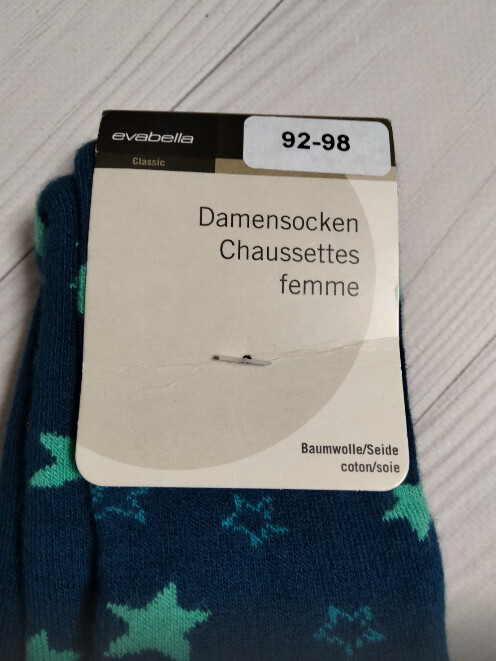 evabella
92-98
Classic
Damensocken
Chaussettes
femme
Baumwolle/Seide
coton/soie